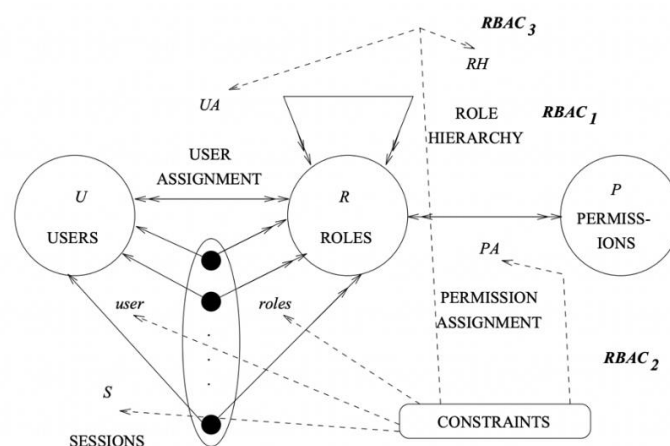 RBAC3
RH
UA
ROLE
HIERARCHY
RBAC1
USER
ASSIGNMENT
U
USERS
R
ROLES
P
PERMISS-
IONS
PA
user
roles
PERMISSION
ASSIGNMENT
RBAC2
S
SESSIONS
CONSTRAINTS